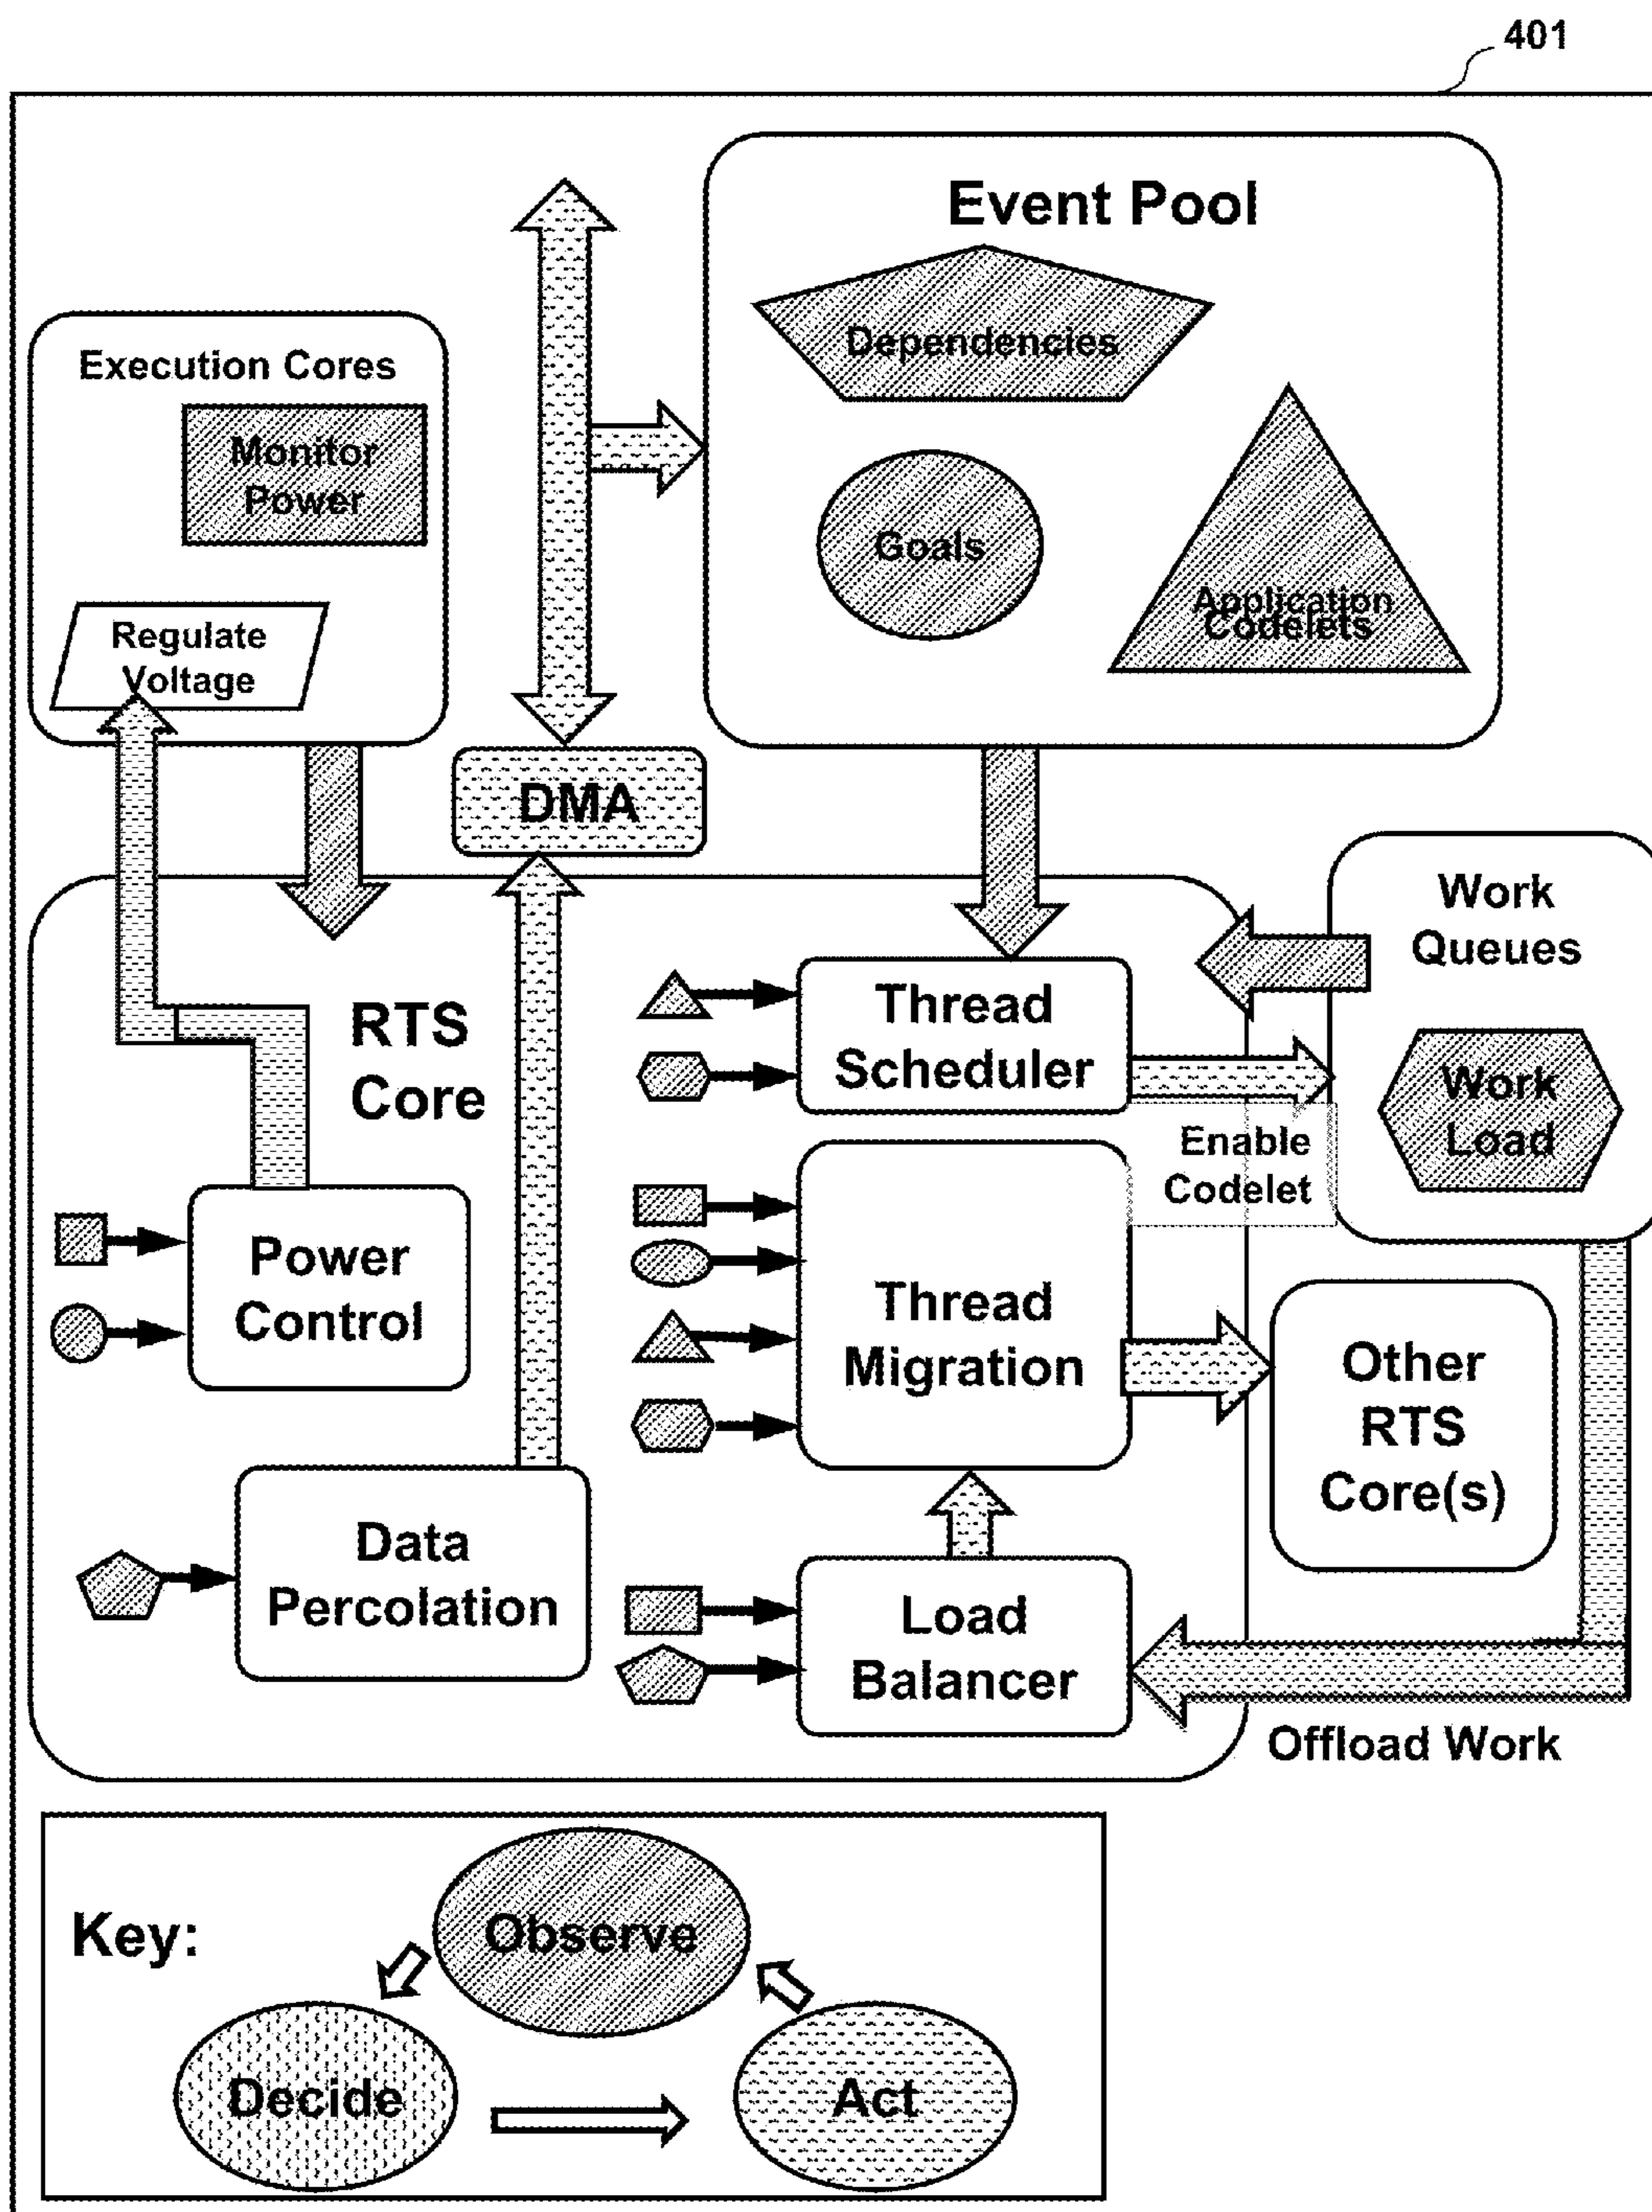 401
Event Pool
Dependencies
Execution Cores
Monitor
Power
Goals
Application
Codelets
Regulate
Voltage
DMA
Work
Queues
RTS
Core
Thread
Scheduler
Work
Load
Enable
Codelet
Power
Control
Thread
Migration
Other
RTS
Core(s)
Data
Percolation
Load
Balancer
Offload Work
Key:
Observe
Decide
Act